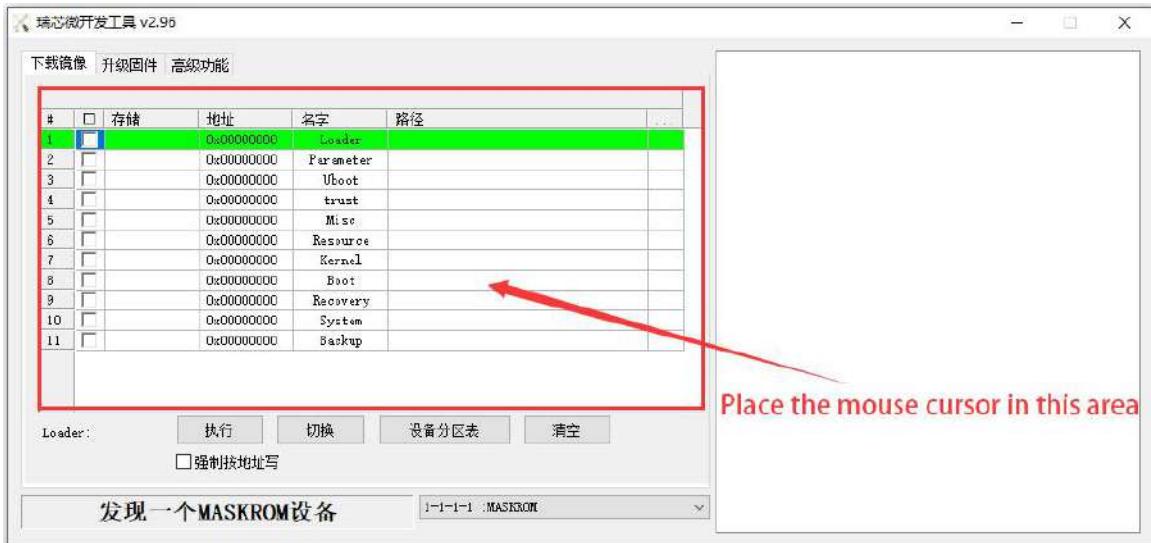 瑞芯微开发工具 v2.96
下载镜像 升级固件 高级功能
# 存储 地址 名字 路径 ...
1 0x00000000 Loader
2 0x00000000 Parameter
3 0x00000000 Uboot
4 0x00000000 trust
5 0x00000000 Misc
6 0x00000000 Resource
7 0x00000000 Kernel
8 0x00000000 Boot
9 0x00000000 Recovery
10 0x00000000 System
11 0x00000000 Backup
Place the mouse cursor in this area
Loader: 执行 切换 设备分区表 清空
强制按地址写
发现一个MASKROM设备 1-1-1-1 :MASKROM